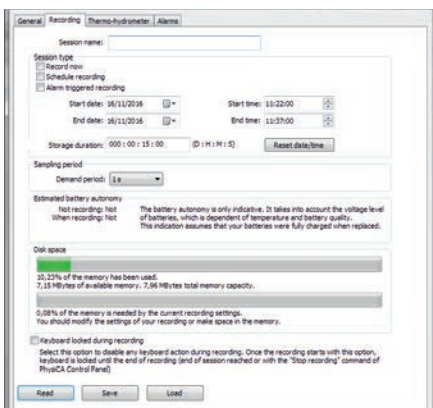 General Recording Thermo-hydrometer Alarms
Session name:
Session type
Record now
Schedule recording
Alarm triggered recording
Start date: 16/11/2016 Start time: 11:22:00
End date: 16/11/2016 End time: 11:37:00
Storage duration: 000 : 00 : 15 : 00 (D : H : M : S) Reset date/time
Sampling period
Demand period: 1 s
Estimated battery autonomy
Not recording: Not The battery autonomy is only indicative. It takes into account the voltage level
When recording: Not of batteries, which is dependent of temperature and battery quality.
This indication assumes that your batteries were fully charged when replaced.
Disk space
10,23% of the memory has been used.
7,15 MBytes of available memory. 7,96 MBytes total memory capacity.
0,08% of the memory is needed by the current recording settings.
You should modify the settings of your recording or make space in the memory.
Keyboard locked during recording
Select this option to disable any keyboard action during recording. Once the recording starts with this option,
keyboard is locked until the end of recording (end of session reached or with the "Stop recording" command of
PhysiCA Control Panel)
Read Save Load